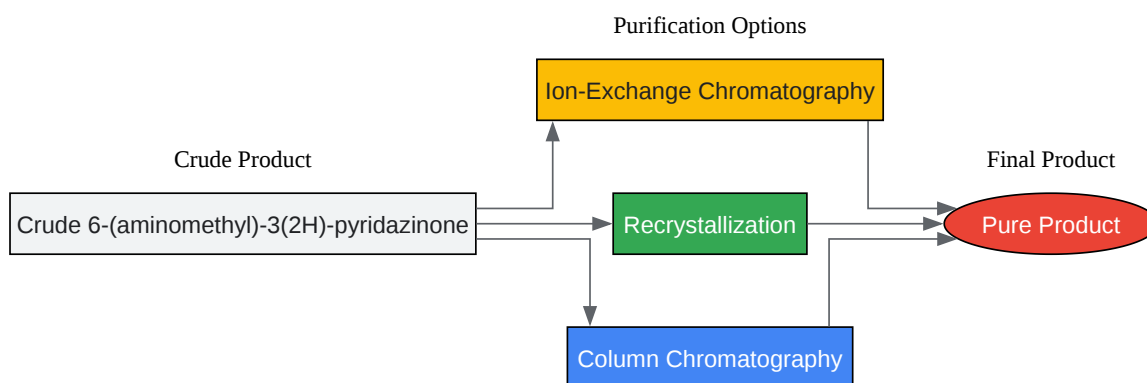 Purification Options
Ion-Exchange Chromatography
Crude Product
Final Product
Crude 6-(aminomethyl)-3(2H)-pyridazinone
Recrystallization
Pure Product
Column Chromatography